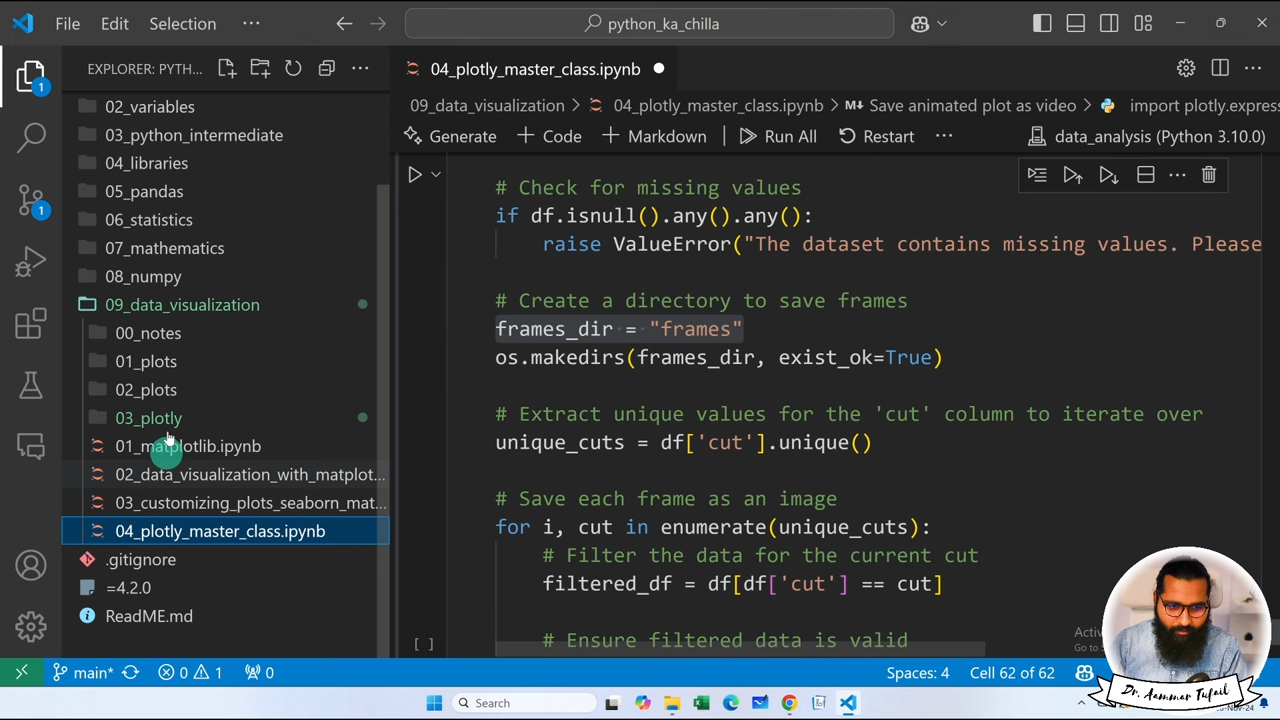 File Edit Selection ··· python_ka_chilla
EXPLORER: PYTH...
1
02_variables
03_python_intermediate
04_libraries
05_pandas
06_statistics
07_mathematics
08_numpy
09_data_visualization
00_notes
01_plots
02_plots
03_plotly
01_matplotlib.ipynb
02_data_visualization_with_matplot...
03_customizing_plots_seaborn_mat...
04_plotly_master_class.ipynb
.gitignore
=4.2.0
ReadME.md
1
04_plotly_master_class.ipynb
09_data_visualization > 04_plotly_master_class.ipynb > M↓ Save animated plot as video > import plotly.express
Generate + Code + Markdown Run All Restart ··· data_analysis (Python 3.10.0)
# Check for missing values
if df.isnull().any().any():
raise ValueError("The dataset contains missing values. Please
# Create a directory to save frames
frames_dir = "frames"
os.makedirs(frames_dir, exist_ok=True)
# Extract unique values for the 'cut' column to iterate over
unique_cuts = df['cut'].unique()
# Save each frame as an image
for i, cut in enumerate(unique_cuts):
# Filter the data for the current cut
filtered_df = df[df['cut'] == cut]
# Ensure filtered data is valid
[ ]
main* 0 1 0 Spaces: 4 Cell 62 of 62
Search
Dr. Aammar Tufail